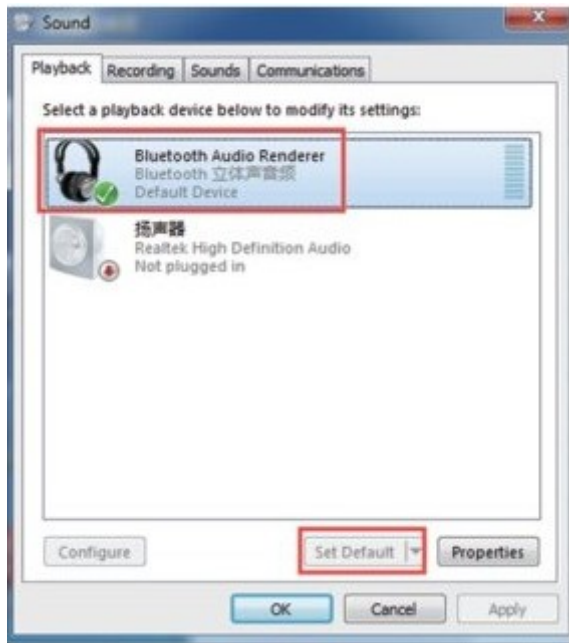 Sound
Playback Recording Sounds Communications
Select a playback device below to modify its settings:
Bluetooth Audio Renderer
Bluetooth 立体声音频
Default Device
扬声器
Realtek High Definition Audio
Not plugged in
Configure Set Default Properties
OK Cancel Apply